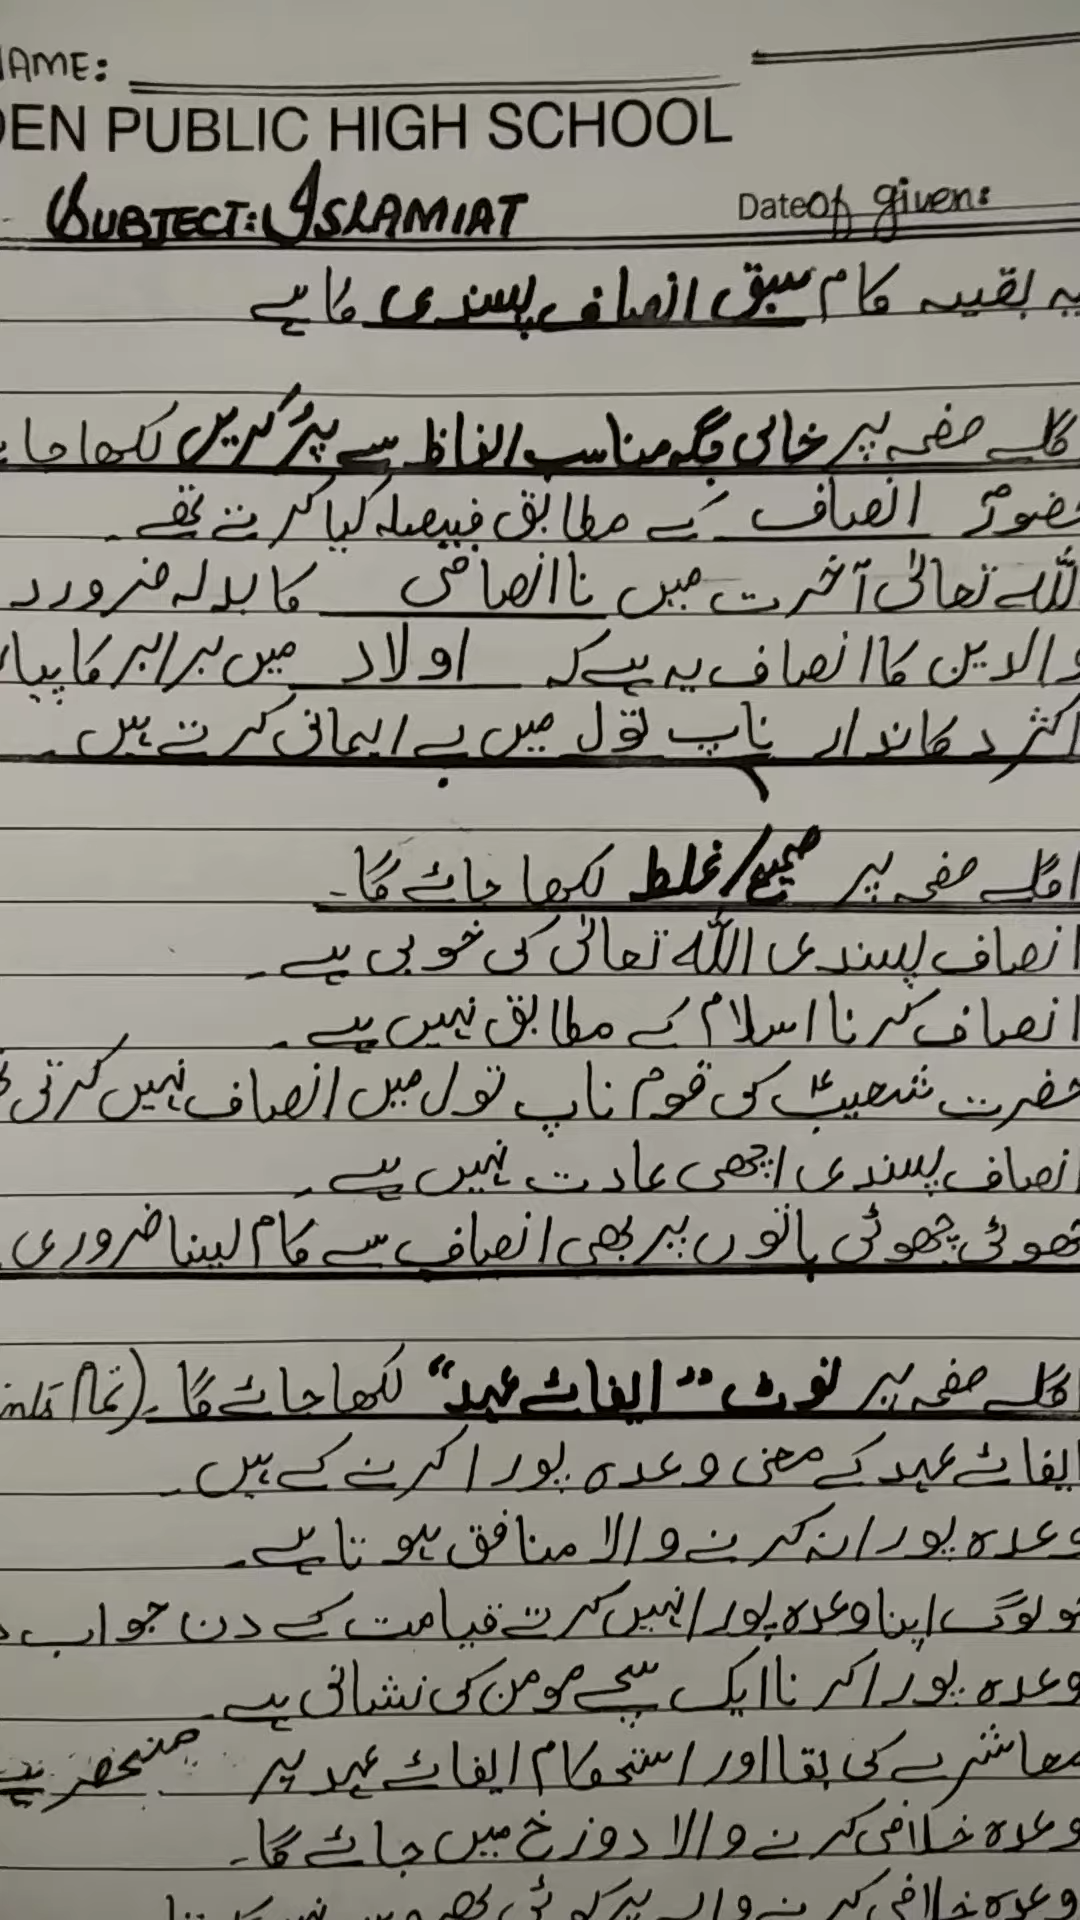 NAME:
DEN PUBLIC HIGH SCHOOL
SUBJECT: ISLAMIAT Date of given:
یہ بقیہ کام سبق انصاف پسندی کا ہے
اگلے صفحہ پر خالی جگہ مناسب الفاظ سے پُر کریں لکھا جا
حضورؐ انصاف کے مطابق فیصلہ کیا کرتے تھے۔
اللہ تعالیٰ آخرت میں ناانصافی کا بدلہ ضرور د
والدین کا انصاف یہ ہے کہ اولاد میں برابر کا پیا
اکثر دکاندار ناپ تول میں بے ایمانی کرتے ہیں۔
اگلے صفحہ پر صحیح/غلط لکھا جائے گا۔
انصاف پسندی اللہ تعالیٰ کی خوبی ہے۔
انصاف کرنا اسلام کے مطابق نہیں ہے۔
حضرت شعیبؑ کی قوم ناپ تول میں انصاف نہیں کرتی
انصاف پسندی اچھی عادت نہیں ہے۔
چھوٹی چھوٹی باتوں پر بھی انصاف سے کام لینا ضروری
اگلے صفحہ پر نوٹ "ایفائے عہد" لکھا جائے گا۔ (تمام
ایفائے عہد کے معنی وعدہ پورا کرنے کے ہیں۔
وعدہ پورا نہ کرنے والا منافق ہوتا ہے۔
جو لوگ اپنا وعدہ پورا نہیں کرتے قیامت کے دن جواب
وعدہ پورا کرنا ایک سچے مومن کی نشانی ہے۔
معاشرے کی بقا اور استحکام ایفائے عہد پر منحصر ہے
وعدہ خلافی کرنے والا دوزخ میں جائے گا۔
وعدہ خلافی کرنے والے پر کوئی